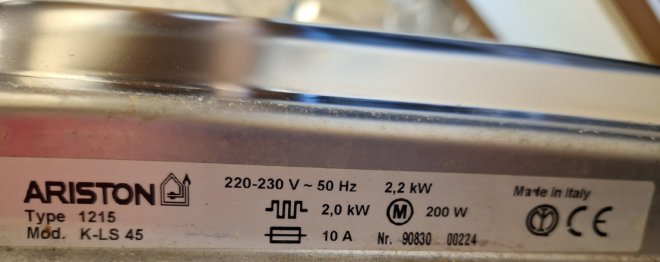 ARISTON
Type 1215
Mod. K-LS 45
220-230 V ~ 50 Hz 2,2 kW
2,0 kW M 200 W
10 A Nr. 90830 00224
Made in Italy
CE